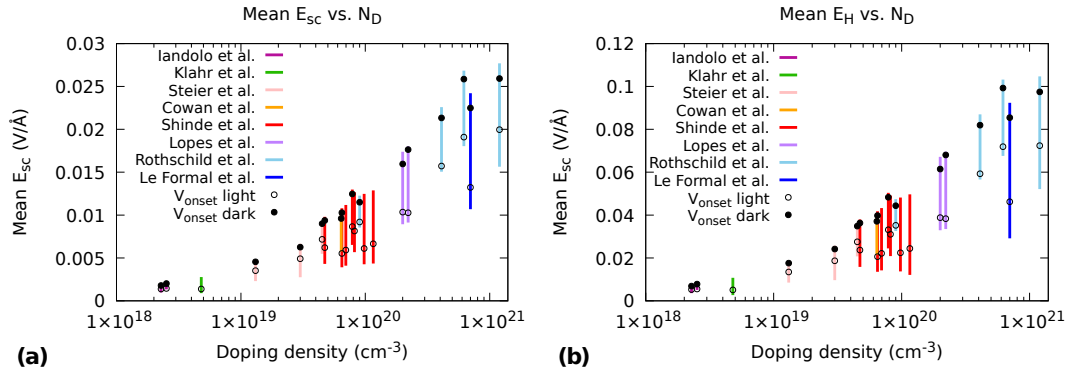 Mean E_sc vs. N_D
0.03
0.025
0.02
0.015
0.01
0.005
0
Mean E_sc (V/Å)
Iandolo et al.
Klahr et al.
Steier et al.
Cowan et al.
Shinde et al.
Lopes et al.
Rothschild et al.
Le Formal et al.
V_onset light
V_onset dark
1×10^18
1×10^19
1×10^20
1×10^21
Doping density (cm^-3)
(a)
Mean E_H vs. N_D
0.12
0.1
0.08
0.06
0.04
0.02
0
Mean E_sc (V/Å)
Iandolo et al.
Klahr et al.
Steier et al.
Cowan et al.
Shinde et al.
Lopes et al.
Rothschild et al.
Le Formal et al.
V_onset light
V_onset dark
1×10^18
1×10^19
1×10^20
1×10^21
Doping density (cm^-3)
(b)